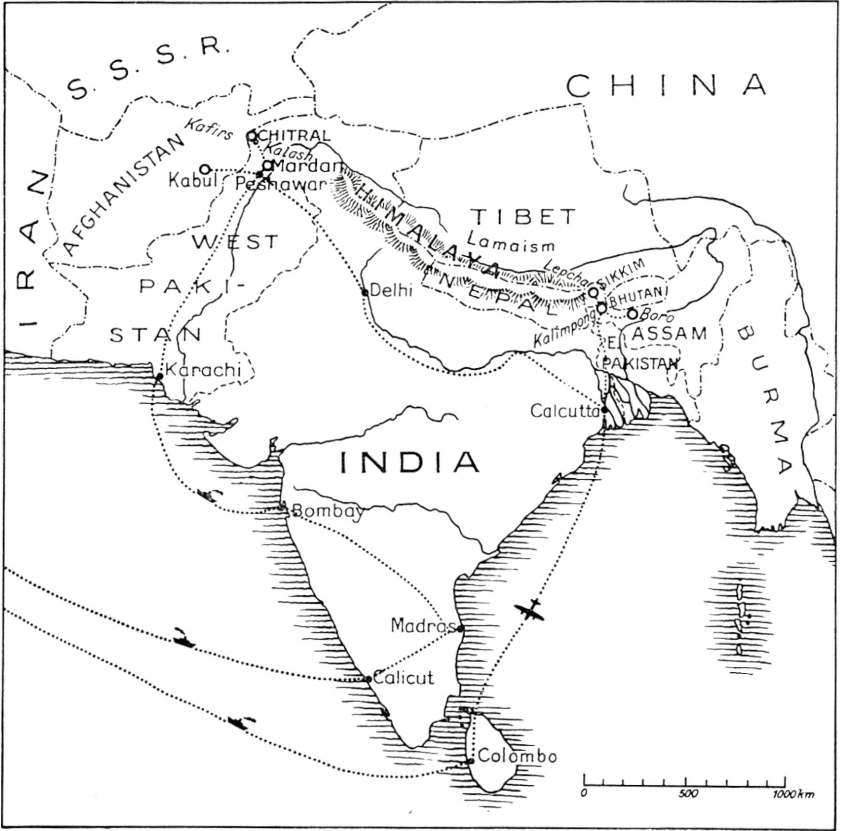 S. S. S. R.
CHINA
Kafirs
CHITRAL
Kalash
Mardan
Kabul
Peshawar
AFGHANISTAN
IRAN
WEST
PAKI-
STAN
HIMALAYA
TIBET
Lamaism
Lepcha
SIKKIM
NEPAL
BHUTAN
Delhi
Kalimpong
Boro
ASSAM
E.
PAKISTAN
BURMA
Karachi
Calcutta
INDIA
Bombay
Madras
Calicut
Colombo
0 500 1000 km